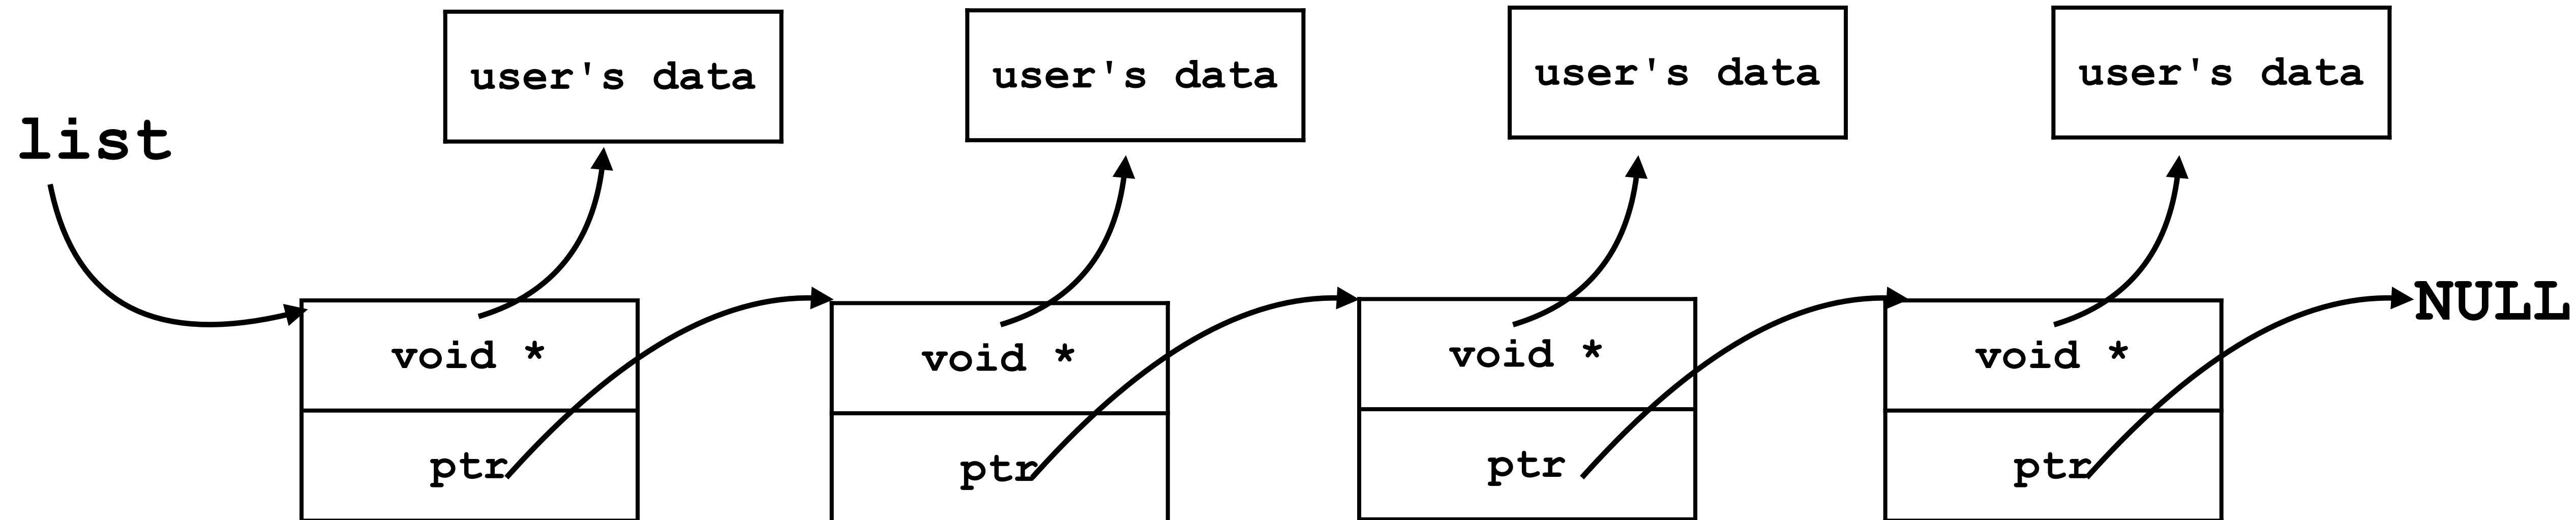 user's data
user's data
user's data
user's data
list
NULL
void *
void *
void *
void *
ptr
ptr
ptr
ptr